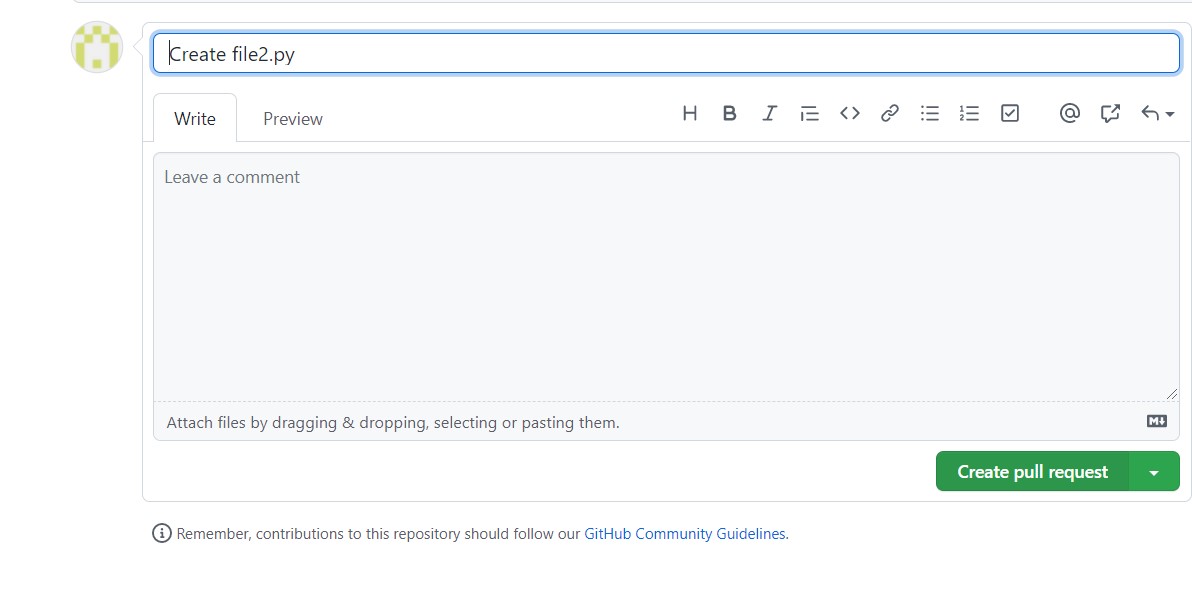 Create file2.py
Write Preview
Leave a comment
Attach files by dragging & dropping, selecting or pasting them.
Create pull request
Remember, contributions to this repository should follow our GitHub Community Guidelines.